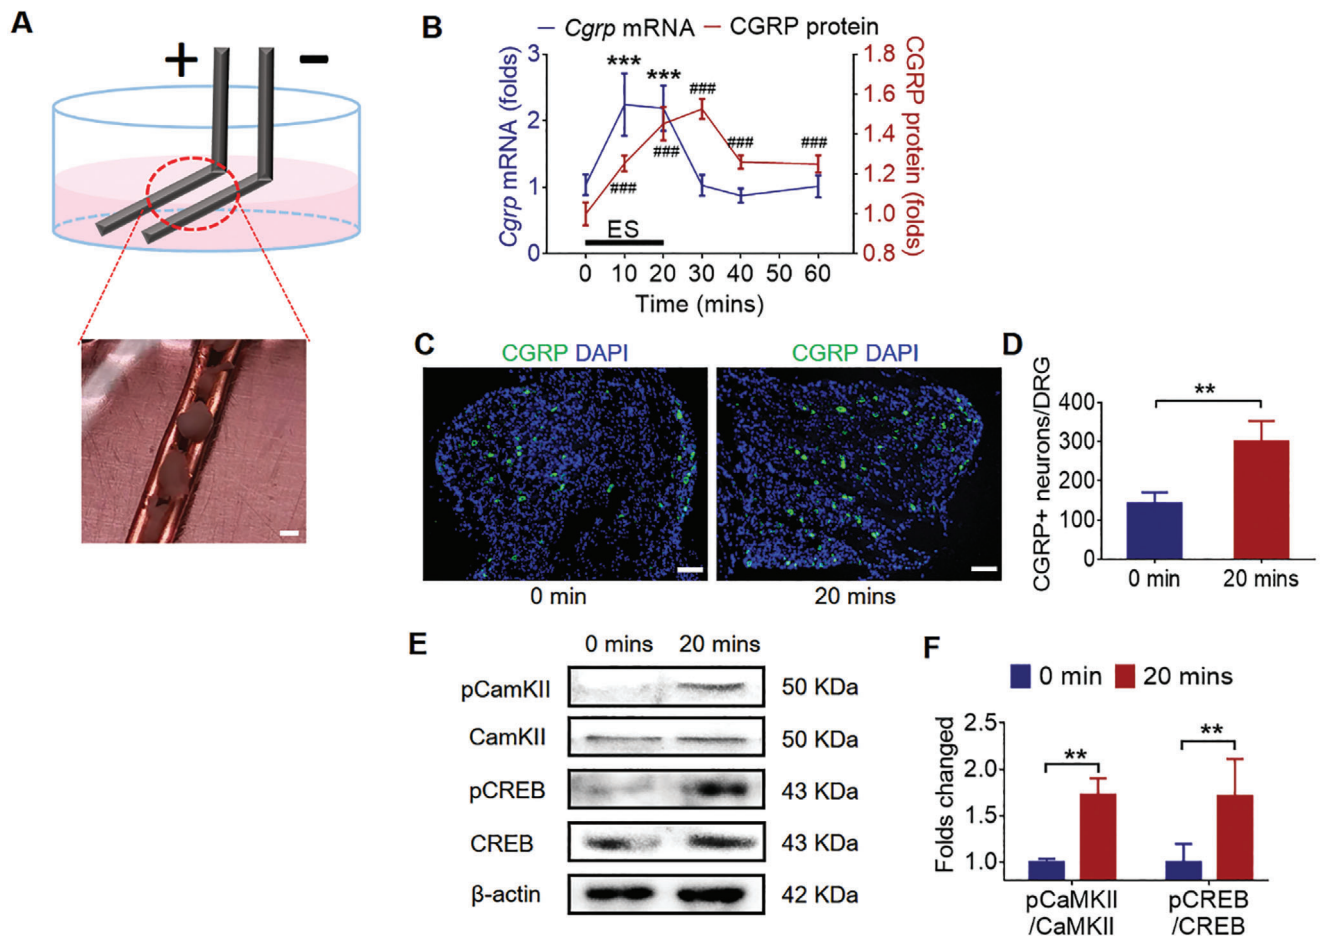 A
+ -
B
Cgrp mRNA CGRP protein
Cgrp mRNA (folds)
3
2
1
0
***
***
###
###
###
###
###
ES
0 10 20 30 40 50 60
Time (mins)
1.8
1.6
1.4
1.2
1.0
0.8
CGRP protein (folds)
C
CGRP DAPI
CGRP DAPI
0 min
20 mins
D
CGRP+ neurons/DRG
400
300
200
100
0
**
0 min 20 mins
E
0 mins 20 mins
pCamKII 50 KDa
CamKII 50 KDa
pCREB 43 KDa
CREB 43 KDa
β-actin 42 KDa
F
0 min 20 mins
Folds changed
2.5
2.0
1.5
1.0
**
**
pCaMKII
/CaMKII
pCREB
/CREB